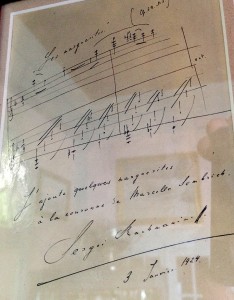 "Les marguerites"
J'ajoute quelques marguerites
à la couronne de Marcella Sembrich.
Sergei Rachmaninoff
3 Janvier 1924